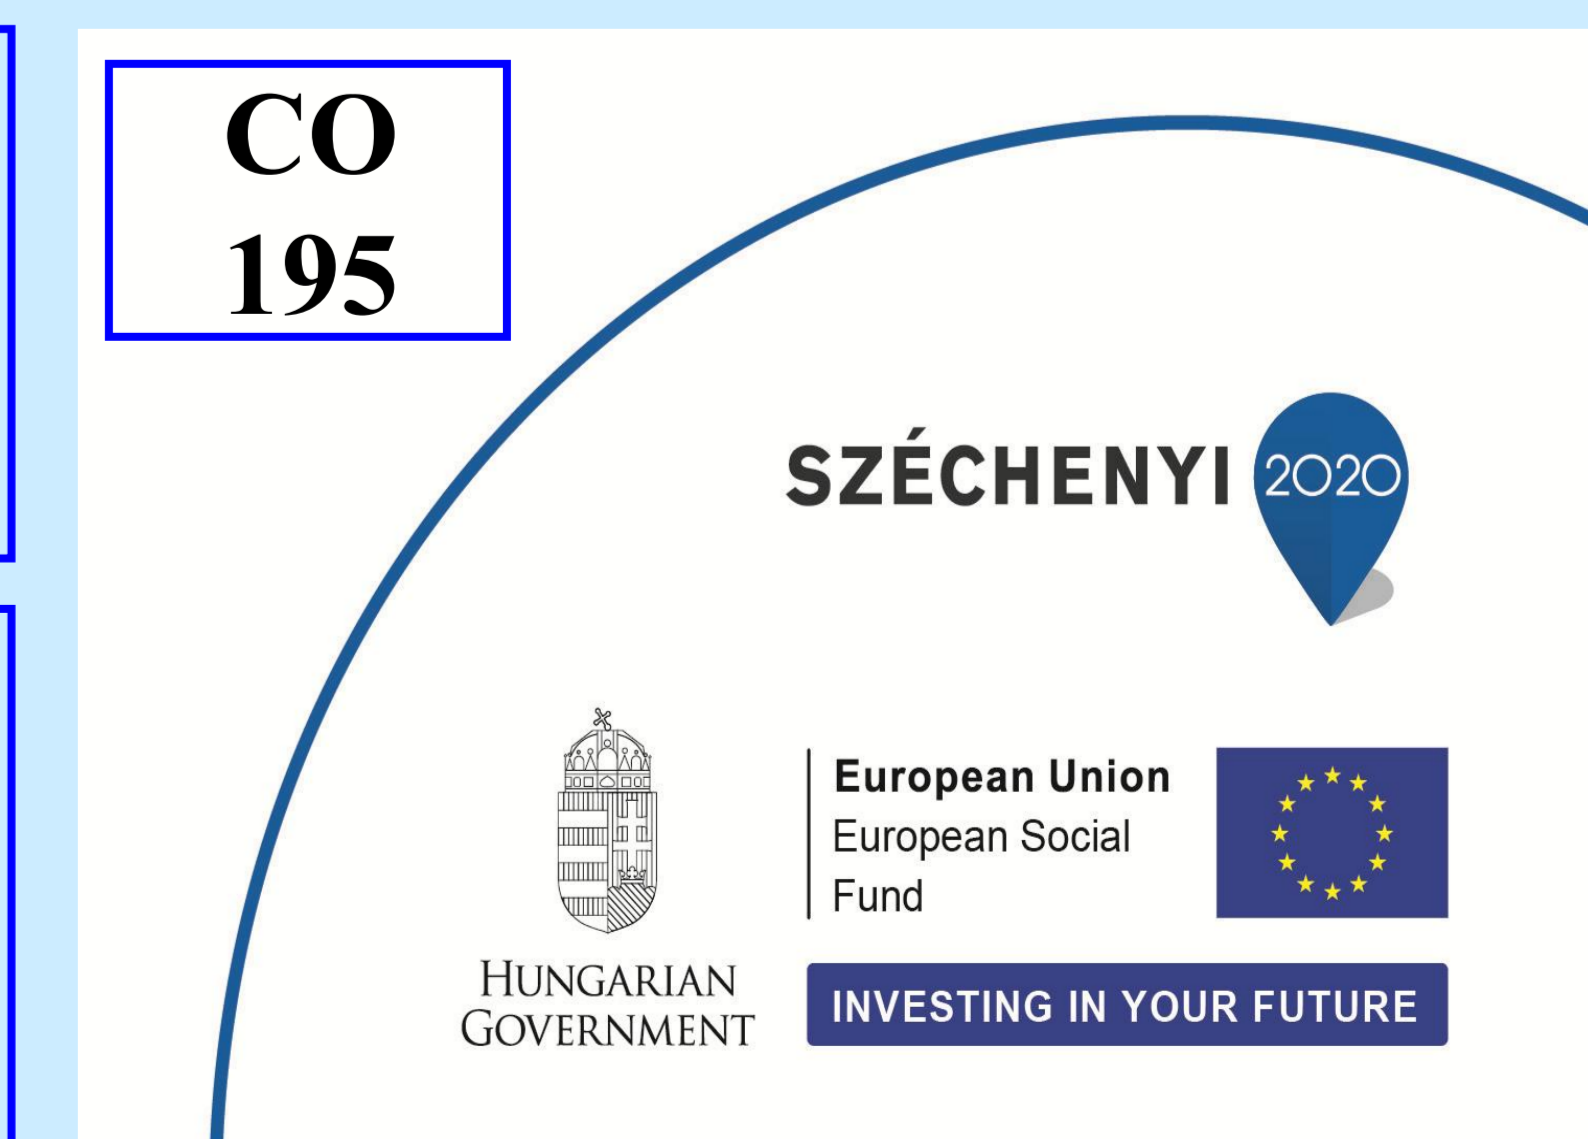 CO
195
SZÉCHENYI 2020
European Union
European Social
Fund
HUNGARIAN
GOVERNMENT
INVESTING IN YOUR FUTURE